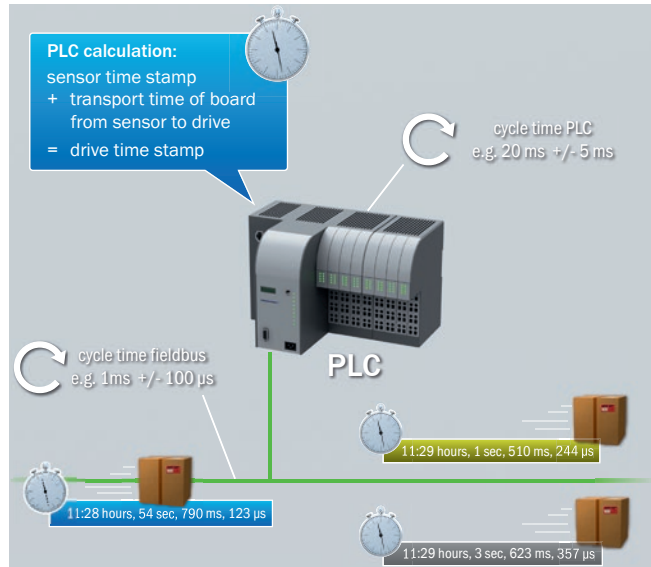 PLC calculation:
sensor time stamp
+ transport time of board
from sensor to drive
= drive time stamp
cycle time PLC
e.g. 20 ms +/- 5 ms
cycle time fieldbus
e.g. 1ms +/- 100 µs
PLC
11:29 hours, 1 sec, 510 ms, 244 µs
11:28 hours, 54 sec, 790 ms, 123 µs
11:29 hours, 3 sec, 623 ms, 357 µs